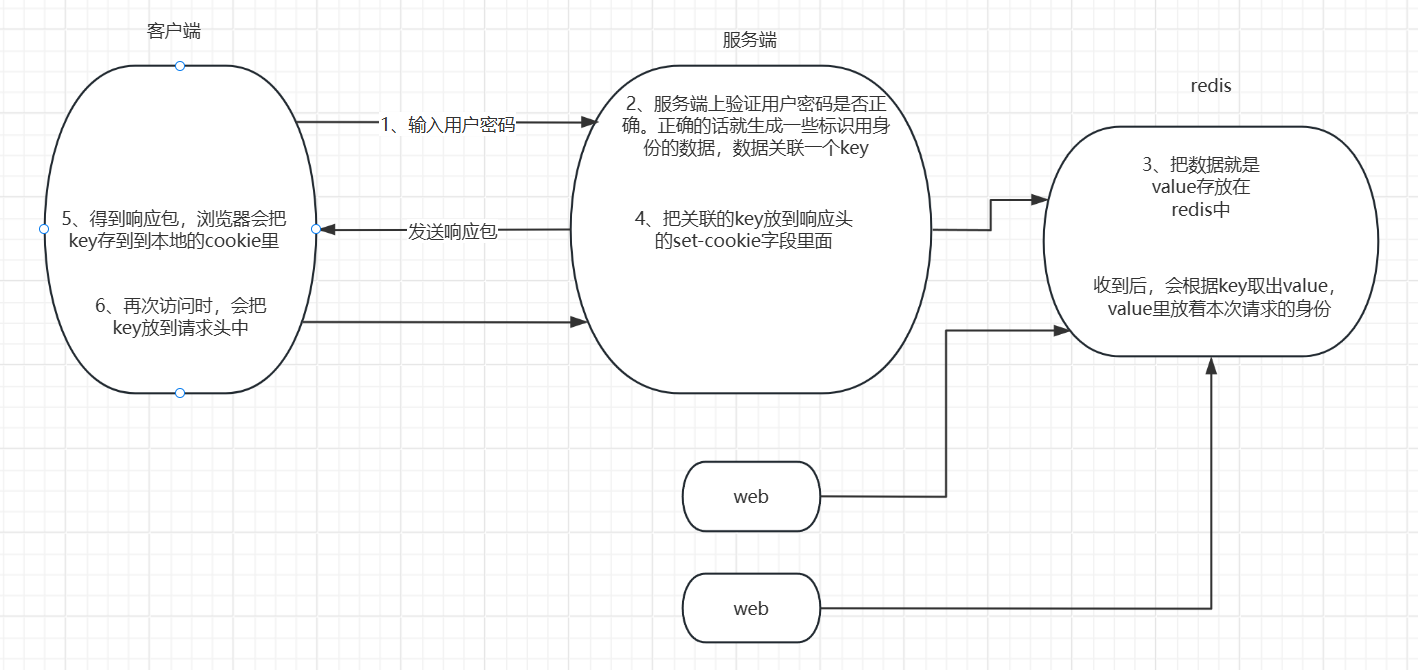 客户端
服务端
redis
1、输入用户密码
2、服务端上验证用户密码是否正
确。正确的话就生成一些标识用身
份的数据，数据关联一个key
3、把数据就是
value存放在
redis中
5、得到响应包，浏览器会把
key存到到本地的cookie里
发送响应包
4、把关联的key放到响应头
的set-cookie字段里面
6、再次访问时，会把
key放到请求头中
收到后，会根据key取出value，
value里放着本次请求的身份
web
web